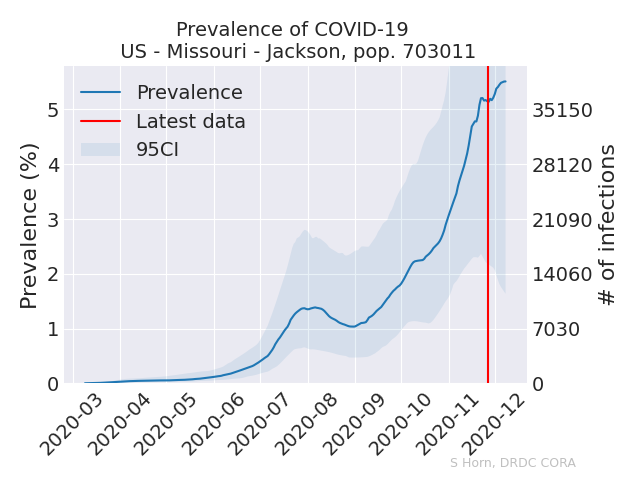 Prevalence of COVID-19
US - Missouri - Jackson, pop. 703011
Prevalence
Latest data
95CI
Prevalence (%)
5
4
3
2
1
0
35150
28120
21090
14060
7030
0
# of infections
2020-03
2020-04
2020-05
2020-06
2020-07
2020-08
2020-09
2020-10
2020-11
2020-12
S Horn, DRDC CORA